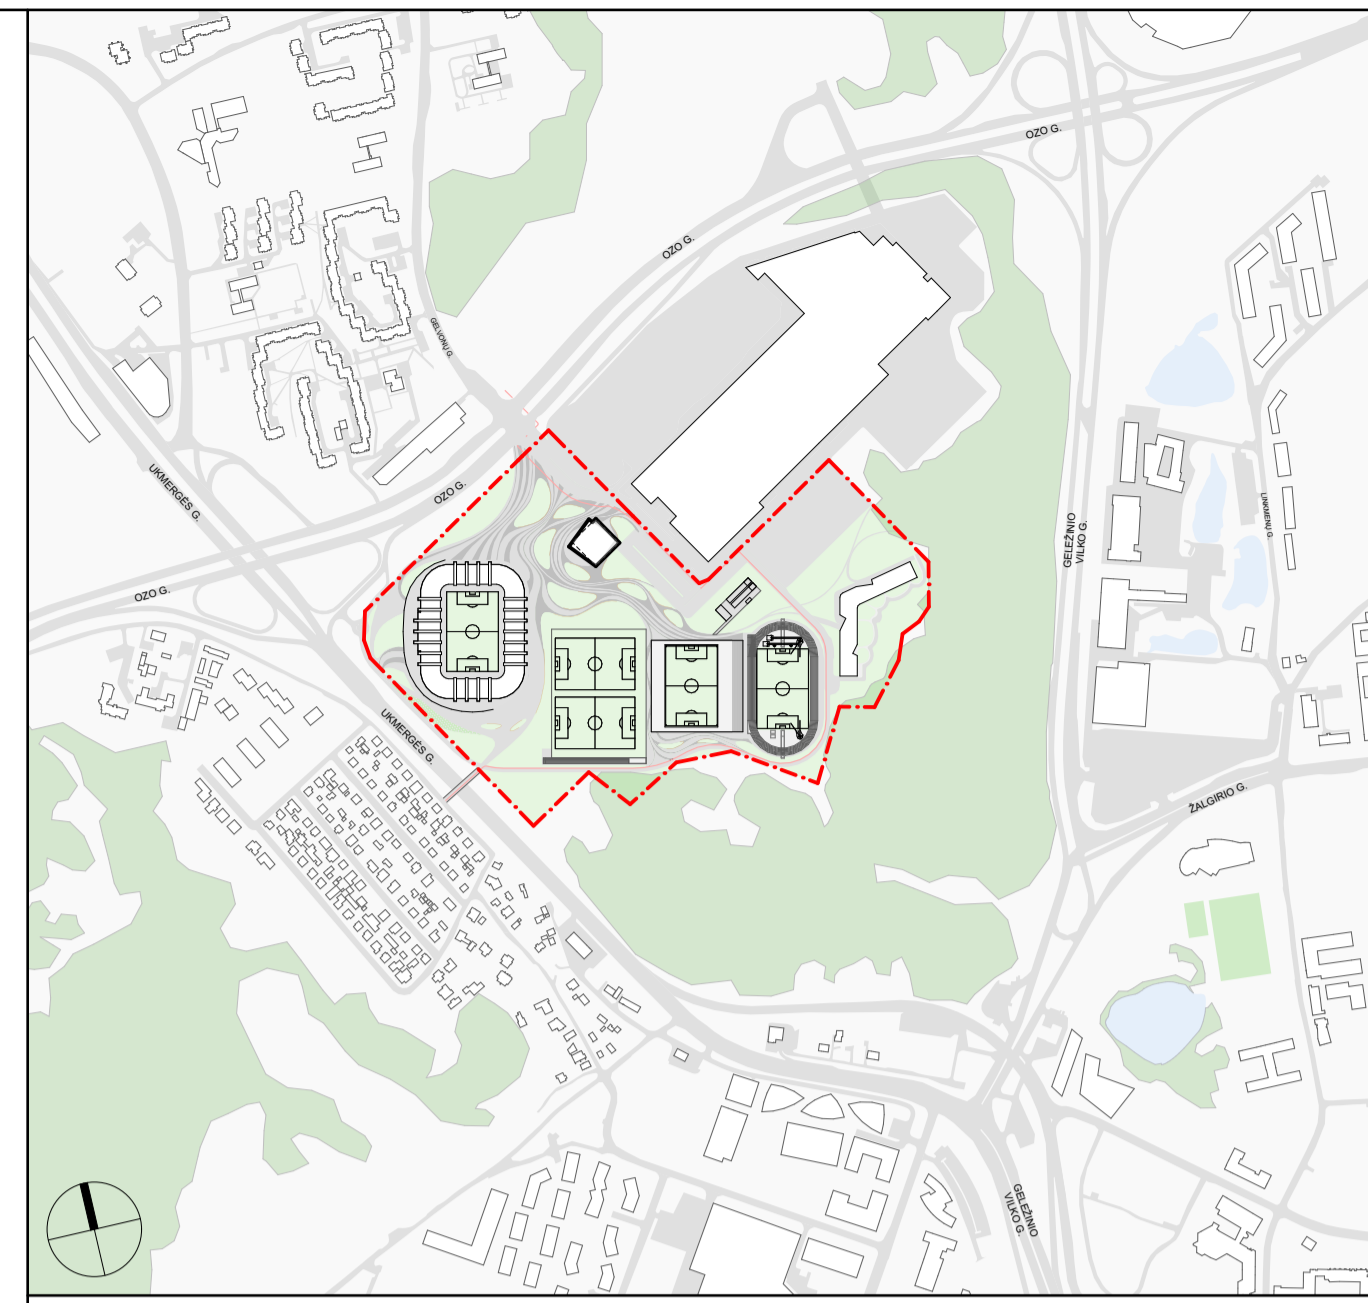 OZO G.
OZO G.
GELVONŲ G.
UKMERGĖS G.
OZO G.
LINKMENŲ G.
GELEŽINIO
VILKO G.
OZO G.
UKMERGĖS G.
ŽALGIRIO G.
GELEŽINIO
VILKO G.